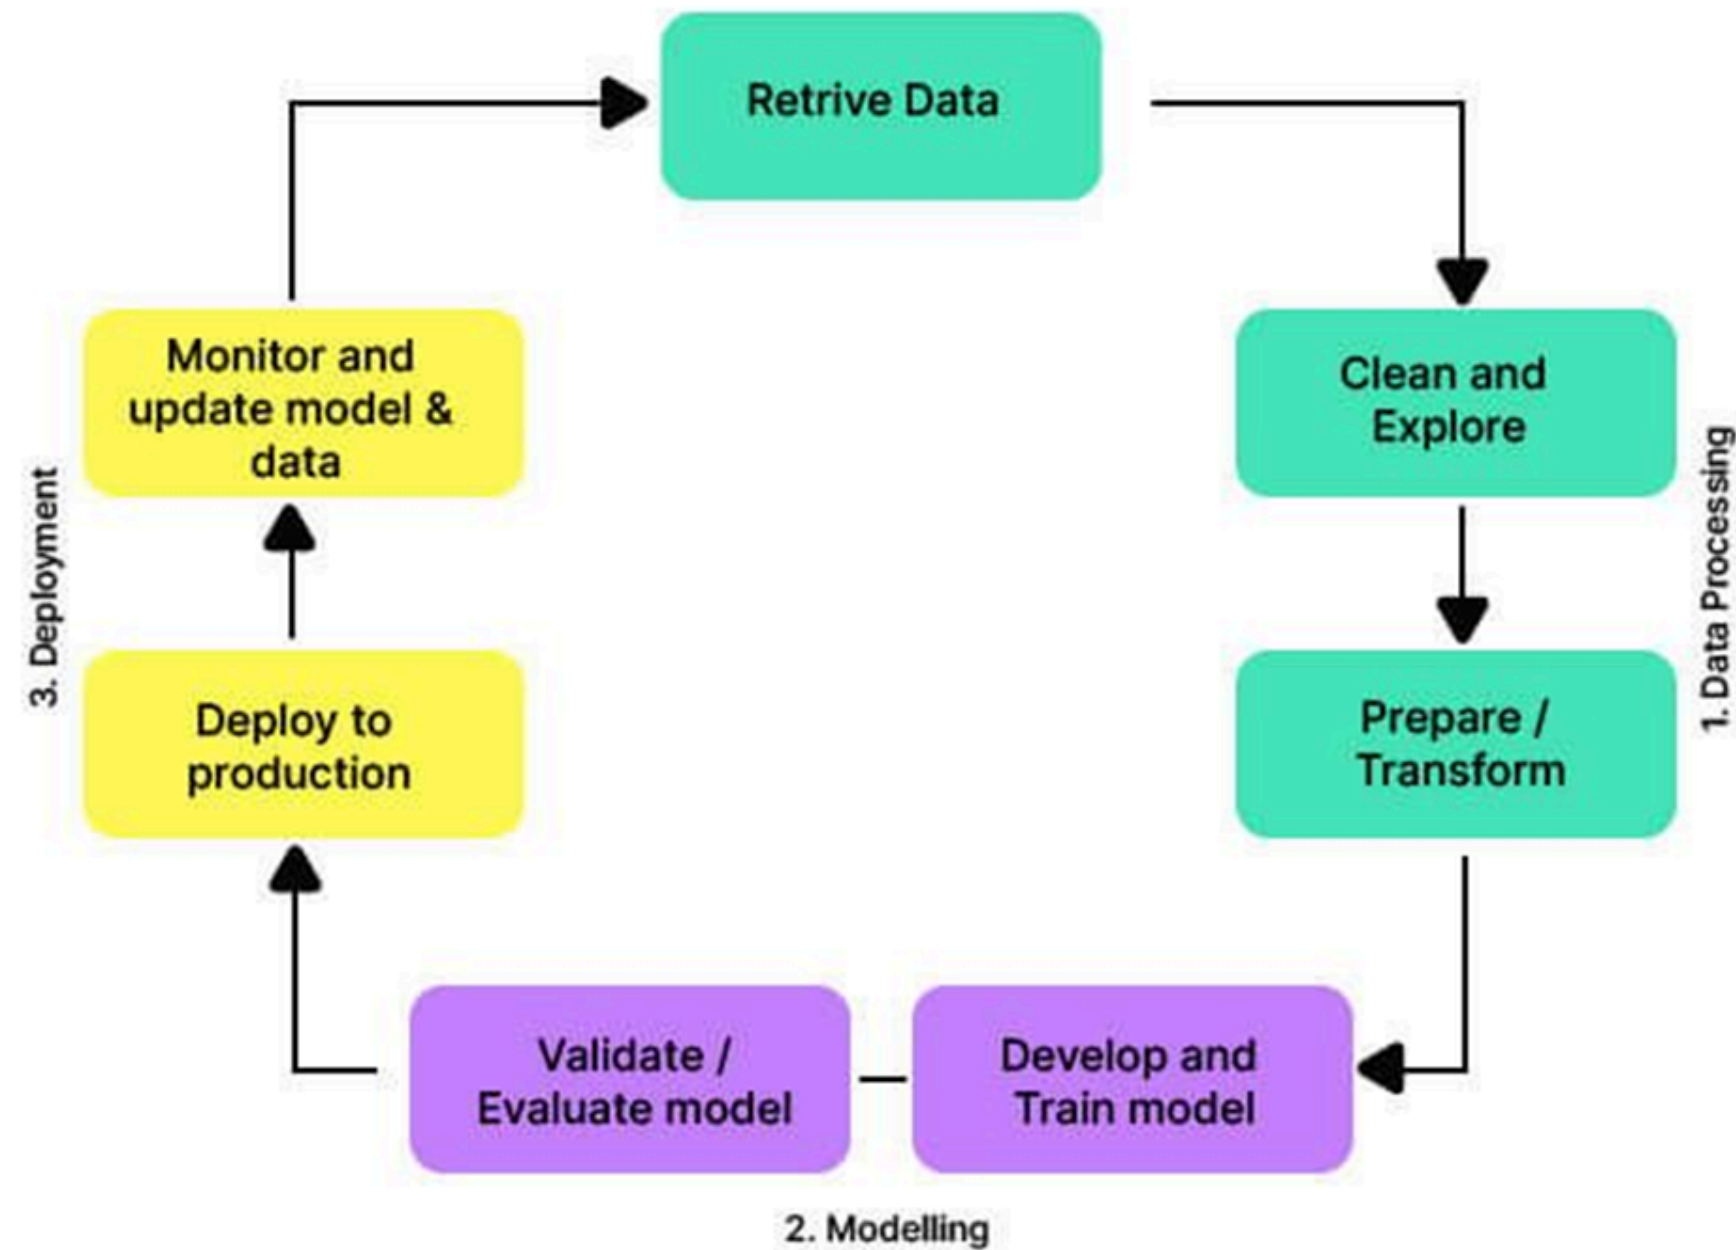 Retrive Data
Clean and
Explore
1. Data Processing
Prepare /
Transform
Develop and
Train model
Validate /
Evaluate model
2. Modelling
Deploy to
production
3. Deployment
Monitor and
update model &
data